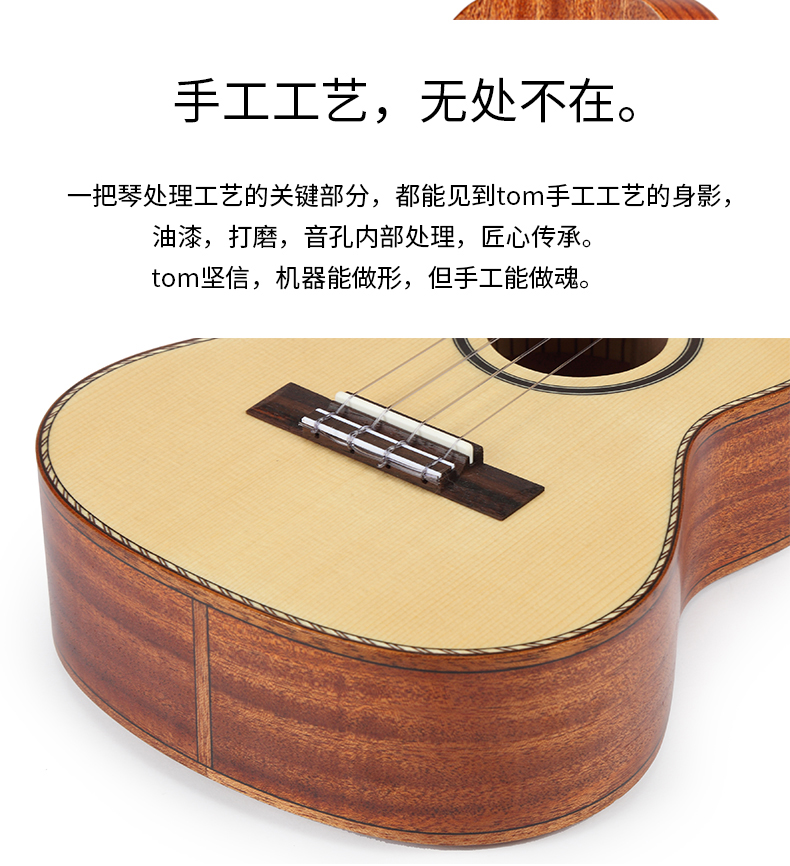 手工工艺，无处不在。
一把琴处理工艺的关键部分，都能见到tom手工工艺的身影，
油漆，打磨，音孔内部处理，匠心传承。
tom坚信，机器能做形，但手工能做魂。